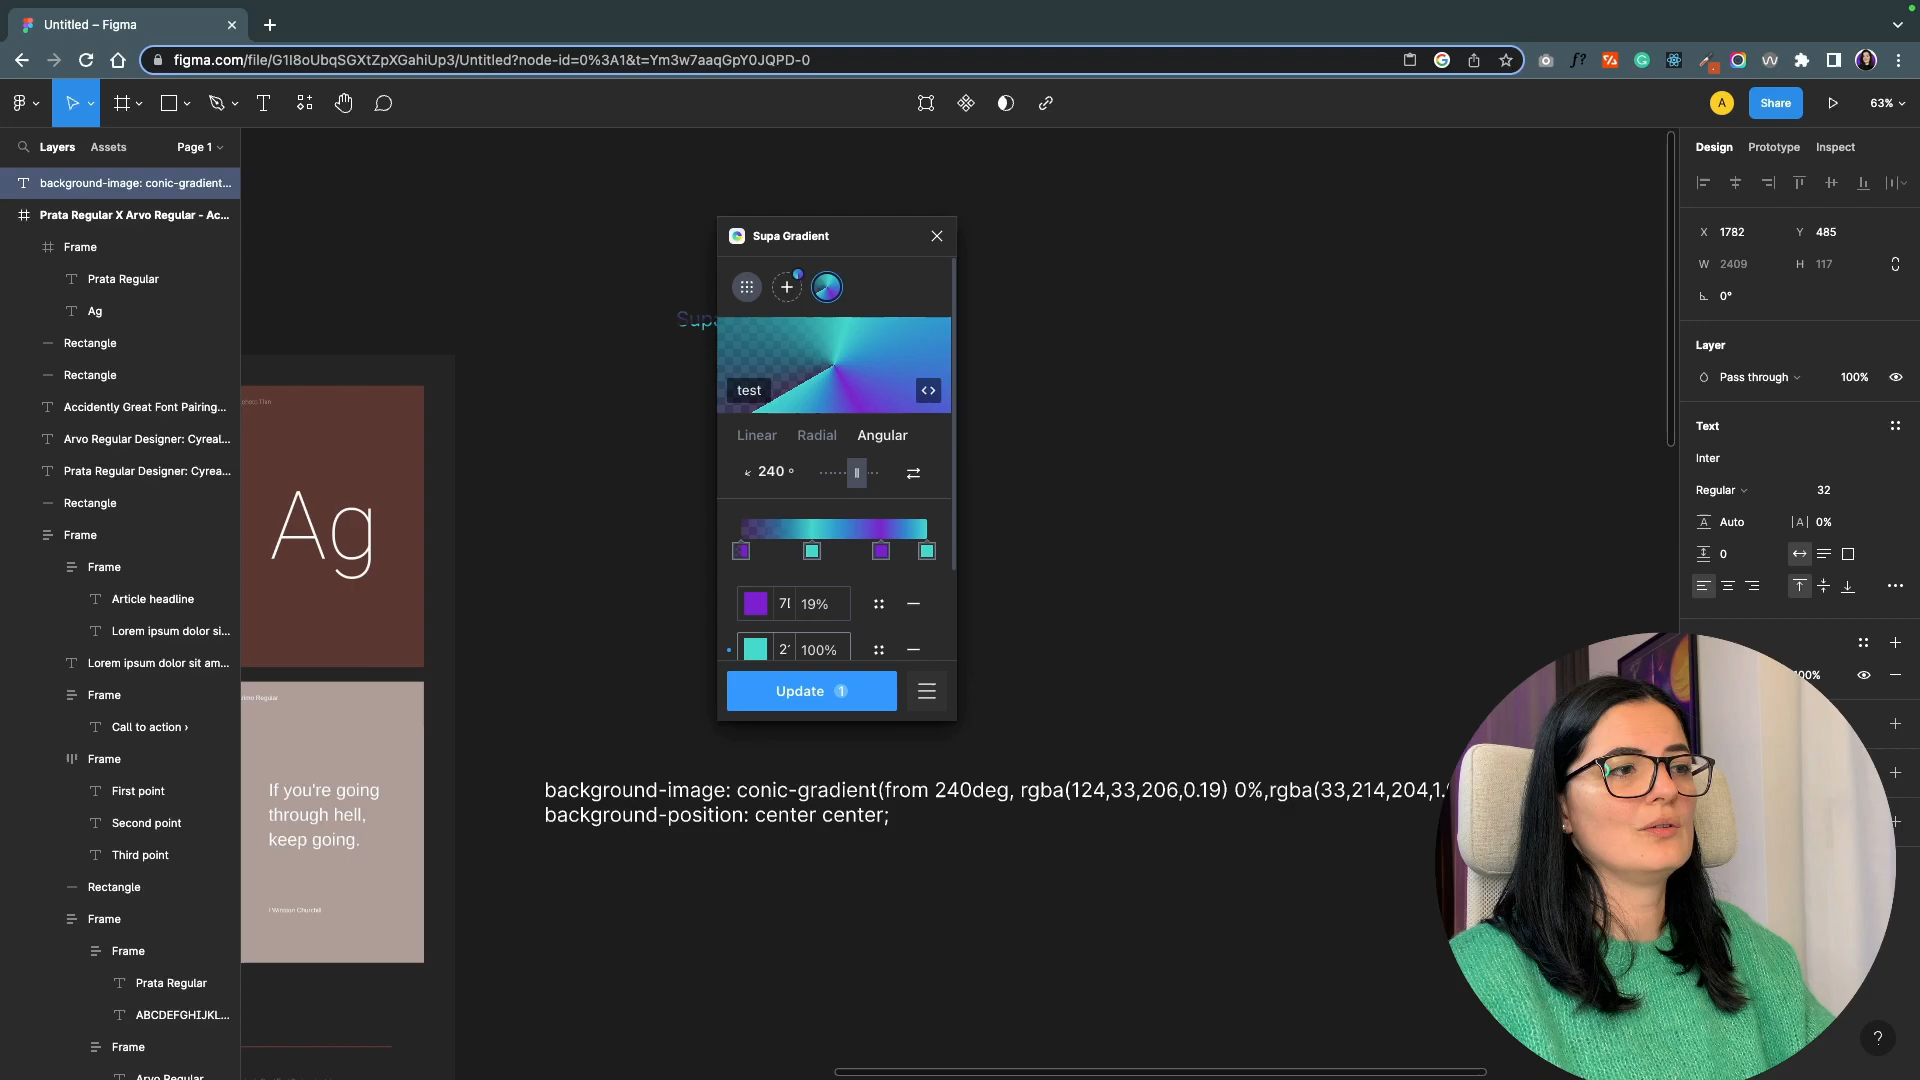 Untitled – Figma
figma.com/file/G1I8oUbqSGXtZpXGahiUp3/Untitled?node-id=0%3A1&t=Ym3w7aaqGpY0JQPD-0
A
Share
63%
Layers
Assets
Page 1
background-image: conic-gradient...
Prata Regular X Arvo Regular - Ac...
Frame
Prata Regular
Ag
Rectangle
Rectangle
Accidently Great Font Pairing...
Arvo Regular Designer: Cyreal...
Prata Regular Designer: Cyrea...
Rectangle
Frame
Frame
Article headline
Lorem ipsum dolor si...
Lorem ipsum dolor sit am...
Frame
Call to action ›
Frame
First point
Second point
Third point
Rectangle
Frame
Frame
Prata Regular
ABCDEFGHIJKL...
Frame
Arvo Regular
Ag
If you're going
through hell,
keep going.
Supa
Supa Gradient
test
Linear
Radial
Angular
240 °
7D
19%
2
100%
Update 1
background-image: conic-gradient(from 240deg, rgba(124,33,206,0.19) 0%,rgba(33,214,204,1.
background-position: center center;
Design
Prototype
Inspect
X 1782
Y 485
W 2409
H 117
0°
Layer
Pass through
100%
Text
Inter
Regular
32
Auto
|A| 0%
0
100%
?